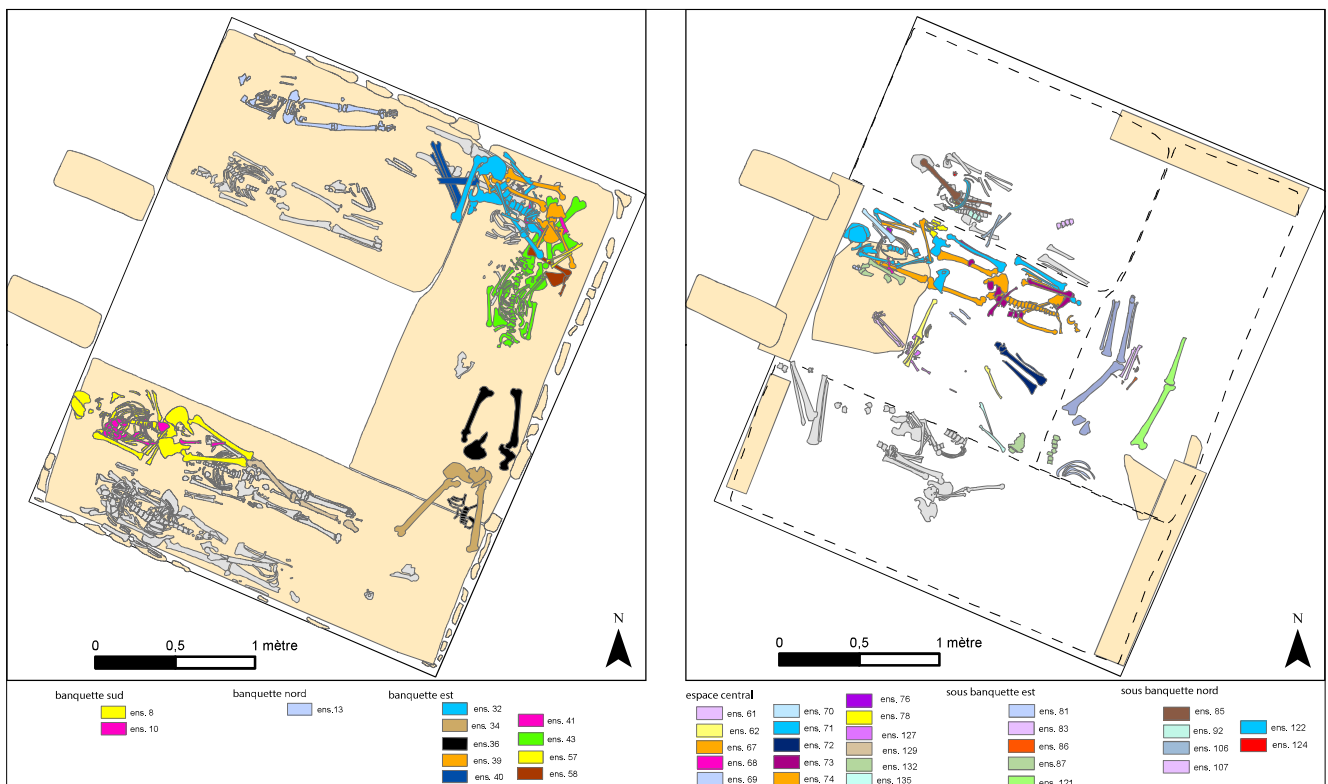 N
0 0,5 1 mètre
banquette sud
ens. 8
ens. 10
banquette nord
ens.13
banquette est
ens. 32
ens. 34
ens.36
ens. 39
ens. 40
ens. 41
ens. 43
ens. 57
ens. 58
N
0 0,5 1 mètre
espace central
ens. 61
ens. 62
ens. 67
ens. 68
ens. 69
ens. 70
ens. 71
ens. 72
ens. 73
ens. 74
ens. 76
ens. 78
ens. 127
ens. 129
ens. 132
ens. 135
sous banquette est
ens. 81
ens. 83
ens. 86
ens.87
ens. 121
sous banquette nord
ens. 85
ens. 92
ens. 106
ens. 107
ens. 122
ens. 124